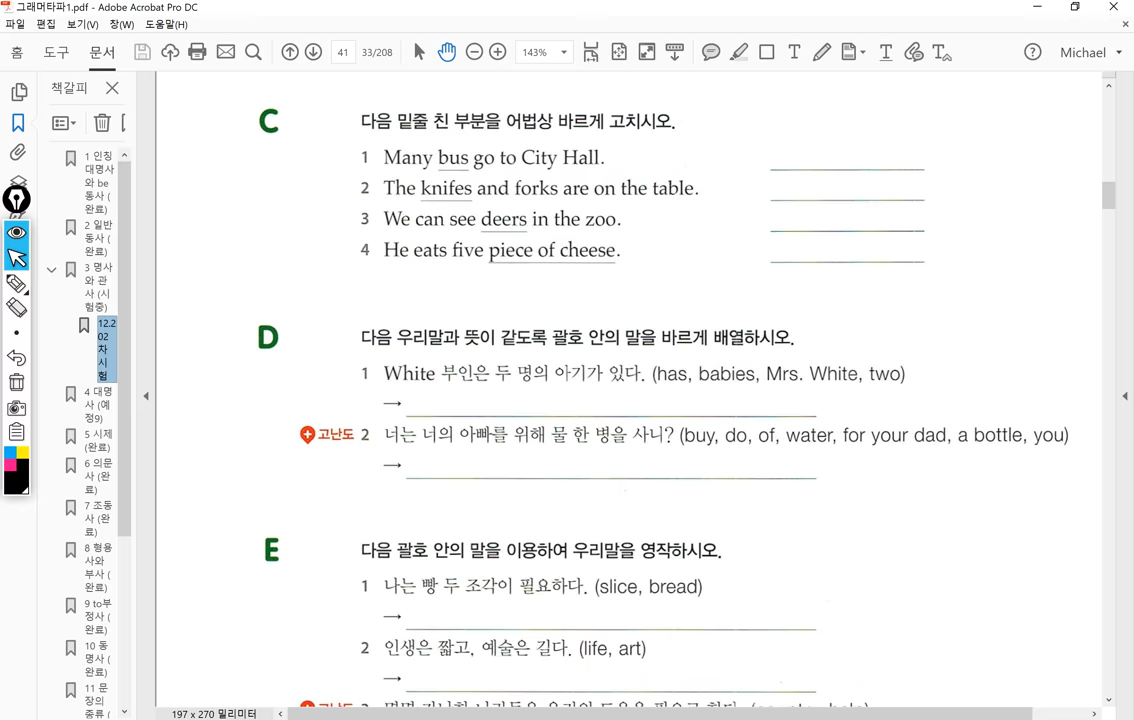 그래머타파1.pdf - Adobe Acrobat Pro DC
파일 편집 보기(V) 창(W) 도움말(H)
홈 도구 문서 41 33/208 143% Michael
책갈피
1 인칭
대명사
와 be
동사 (
완료)
2 일반
동사 (
완료)
3 명사
와 관
사 (시
험중)
12.2
02
차
시
험
4 대명
사 (예
정9)
5 시제
(완료)
6 의문
사 (완
료)
7 조동
사 (완
료)
8 형용
사와
부사 (
완료)
9 to부
정사 (
완료)
10 동
명사 (
완료)
11 문
장의
종류 (
C 다음 밑줄 친 부분을 어법상 바르게 고치시오.
1 Many bus go to City Hall.
2 The knifes and forks are on the table.
3 We can see deers in the zoo.
4 He eats five piece of cheese.
D 다음 우리말과 뜻이 같도록 괄호 안의 말을 바르게 배열하시오.
1 White 부인은 두 명의 아기가 있다. (has, babies, Mrs. White, two)
→
고난도 2 너는 너의 아빠를 위해 물 한 병을 사니? (buy, do, of, water, for your dad, a bottle, you)
→
E 다음 괄호 안의 말을 이용하여 우리말을 영작하시오.
1 나는 빵 두 조각이 필요하다. (slice, bread)
→
2 인생은 짧고, 예술은 길다. (life, art)
→
197 x 270 밀리미터